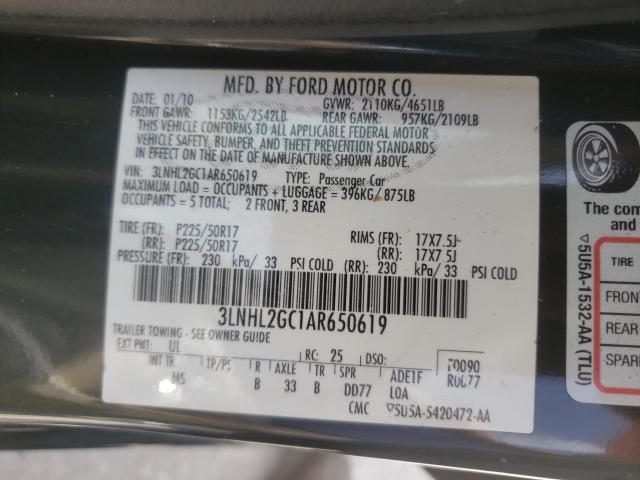 MFD. BY FORD MOTOR CO.
DATE: 01/10 GVWR: 2110KG/4651LB
FRONT GAWR: 1153KG/2542LB REAR GAWR: 957KG/2109LB
THIS VEHICLE CONFORMS TO ALL APPLICABLE FEDERAL MOTOR
VEHICLE SAFETY, BUMPER, AND THEFT PREVENTION STANDARDS
IN EFFECT ON THE DATE OF MANUFACTURE SHOWN ABOVE.
VIN: 3LNHL2GC1AR650619 TYPE: Passenger Car
MAXIMUM LOAD = OCCUPANTS + LUGGAGE = 396KG/ 875LB
OCCUPANTS = 5 TOTAL: 2 FRONT, 3 REAR
TIRE (FR): P225/50R17 RIMS (FR): 17X7.5J
(RR): P225/50R17 (RR): 17X7.5J
PRESSURE (FR): 230 kPa/ 33 PSI COLD (RR): 230 kPa/ 33 PSI COLD
3LNHL2GC1AR650619
TRAILER TOWING - SEE OWNER GUIDE
EXT PNT: UL RC: 25 DSO:
INT TR TP/PS R AXLE TR SPR ADETF
MS B 33 B DD77 LOA
CMC ▽5U5A-5420472-AA
The com
and
▽5U5A-1532-AA (TLU)
TIRE
FRON
REAR
SPAR